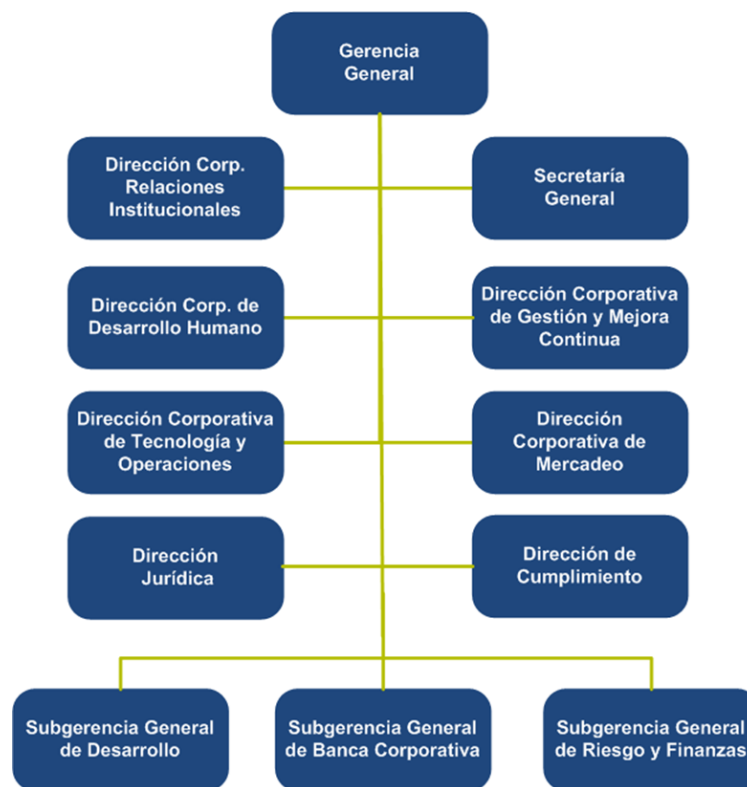 Gerencia
General
Dirección Corp.
Relaciones
Institucionales
Secretaría
General
Dirección Corp. de
Desarrollo Humano
Dirección Corporativa
de Gestión y Mejora
Continua
Dirección Corporativa
de Tecnología y
Operaciones
Dirección
Corporativa de
Mercadeo
Dirección
Jurídica
Dirección de
Cumplimiento
Subgerencia General
de Desarrollo
Subgerencia General
de Banca Corporativa
Subgerencia General
de Riesgo y Finanzas